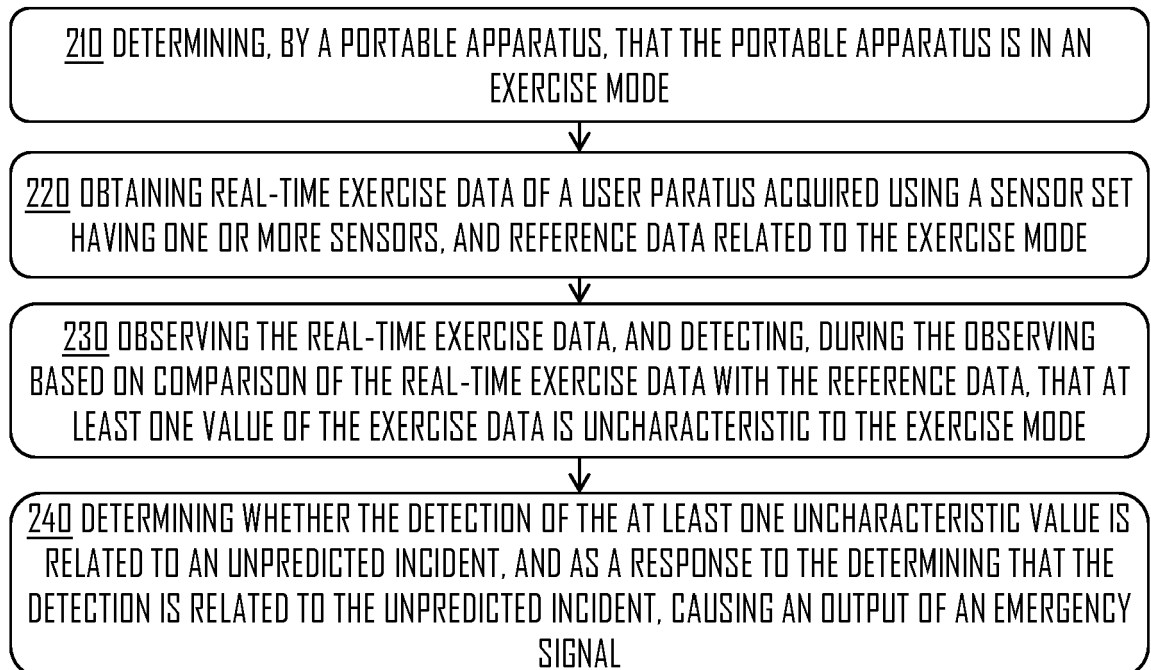 210 DETERMINING, BY A PORTABLE APPARATUS, THAT THE PORTABLE APPARATUS IS IN AN
EXERCISE MODE
220 OBTAINING REAL-TIME EXERCISE DATA OF A USER PARATUS ACQUIRED USING A SENSOR SET
HAVING ONE OR MORE SENSORS, AND REFERENCE DATA RELATED TO THE EXERCISE MODE
230 OBSERVING THE REAL-TIME EXERCISE DATA, AND DETECTING, DURING THE OBSERVING
BASED ON COMPARISON OF THE REAL-TIME EXERCISE DATA WITH THE REFERENCE DATA, THAT AT
LEAST ONE VALUE OF THE EXERCISE DATA IS UNCHARACTERISTIC TO THE EXERCISE MODE
240 DETERMINING WHETHER THE DETECTION OF THE AT LEAST ONE UNCHARACTERISTIC VALUE IS
RELATED TO AN UNPREDICTED INCIDENT, AND AS A RESPONSE TO THE DETERMINING THAT THE
DETECTION IS RELATED TO THE UNPREDICTED INCIDENT, CAUSING AN OUTPUT OF AN EMERGENCY
SIGNAL